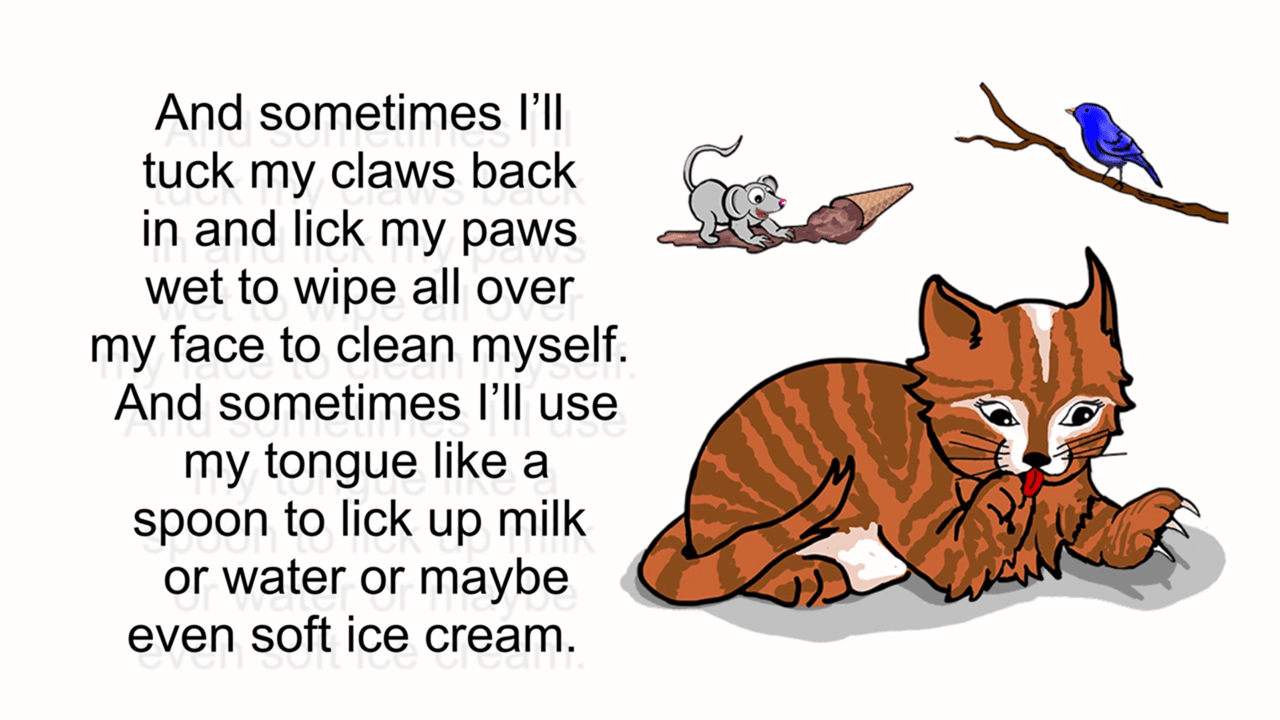 And sometimes I’ll
tuck my claws back
in and lick my paws
wet to wipe all over
my face to clean myself.
And sometimes I’ll use
my tongue like a
spoon to lick up milk
or water or maybe
even soft ice cream.